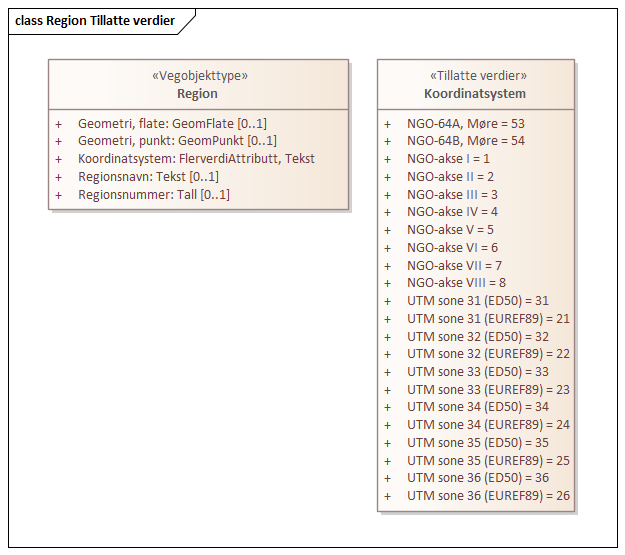 class Region Tillatte verdier
«Vegobjekttype»
Region
+ Geometri, flate: GeomFlate [0..1]
+ Geometri, punkt: GeomPunkt [0..1]
+ Koordinatsystem: FlerverdiAttributt, Tekst
+ Regionsnavn: Tekst [0..1]
+ Regionsnummer: Tall [0..1]
«Tillatte verdier»
Koordinatsystem
+ NGO-64A, Møre = 53
+ NGO-64B, Møre = 54
+ NGO-akse I = 1
+ NGO-akse II = 2
+ NGO-akse III = 3
+ NGO-akse IV = 4
+ NGO-akse V = 5
+ NGO-akse VI = 6
+ NGO-akse VII = 7
+ NGO-akse VIII = 8
+ UTM sone 31 (ED50) = 31
+ UTM sone 31 (EUREF89) = 21
+ UTM sone 32 (ED50) = 32
+ UTM sone 32 (EUREF89) = 22
+ UTM sone 33 (ED50) = 33
+ UTM sone 33 (EUREF89) = 23
+ UTM sone 34 (ED50) = 34
+ UTM sone 34 (EUREF89) = 24
+ UTM sone 35 (ED50) = 35
+ UTM sone 35 (EUREF89) = 25
+ UTM sone 36 (ED50) = 36
+ UTM sone 36 (EUREF89) = 26